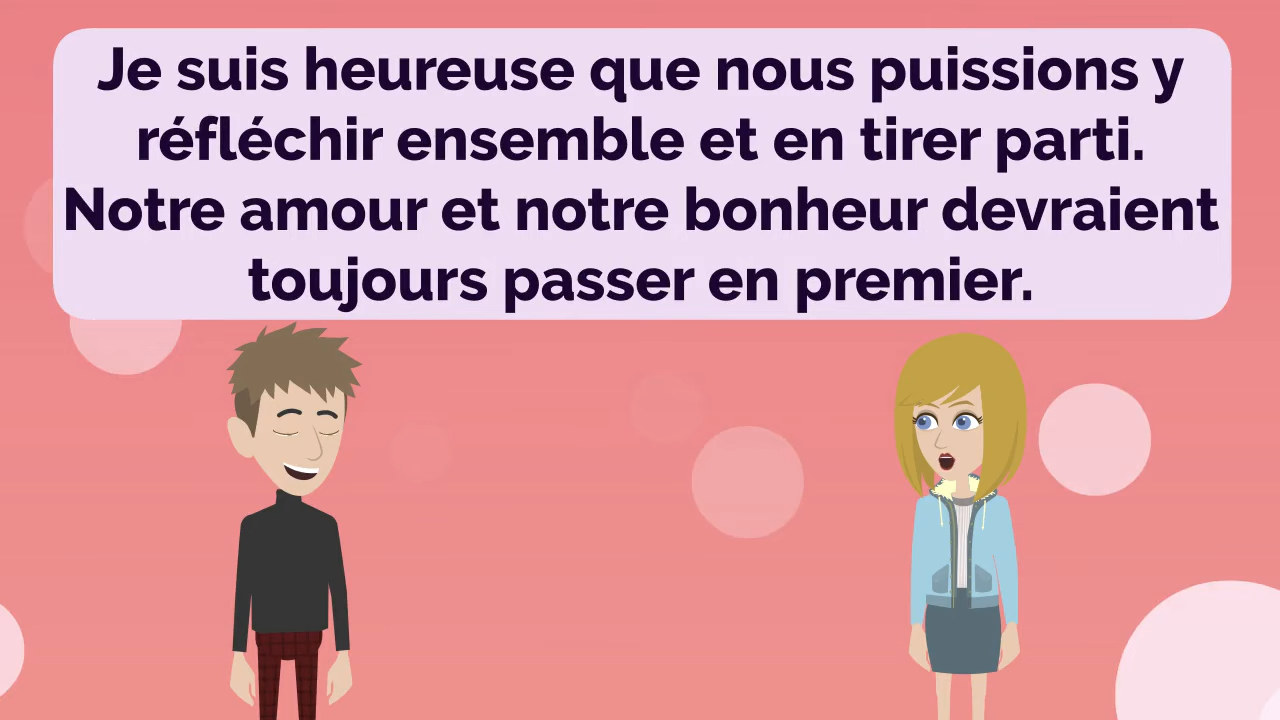 Je suis heureuse que nous puissions y
réfléchir ensemble et en tirer parti.
Notre amour et notre bonheur devraient
toujours passer en premier.